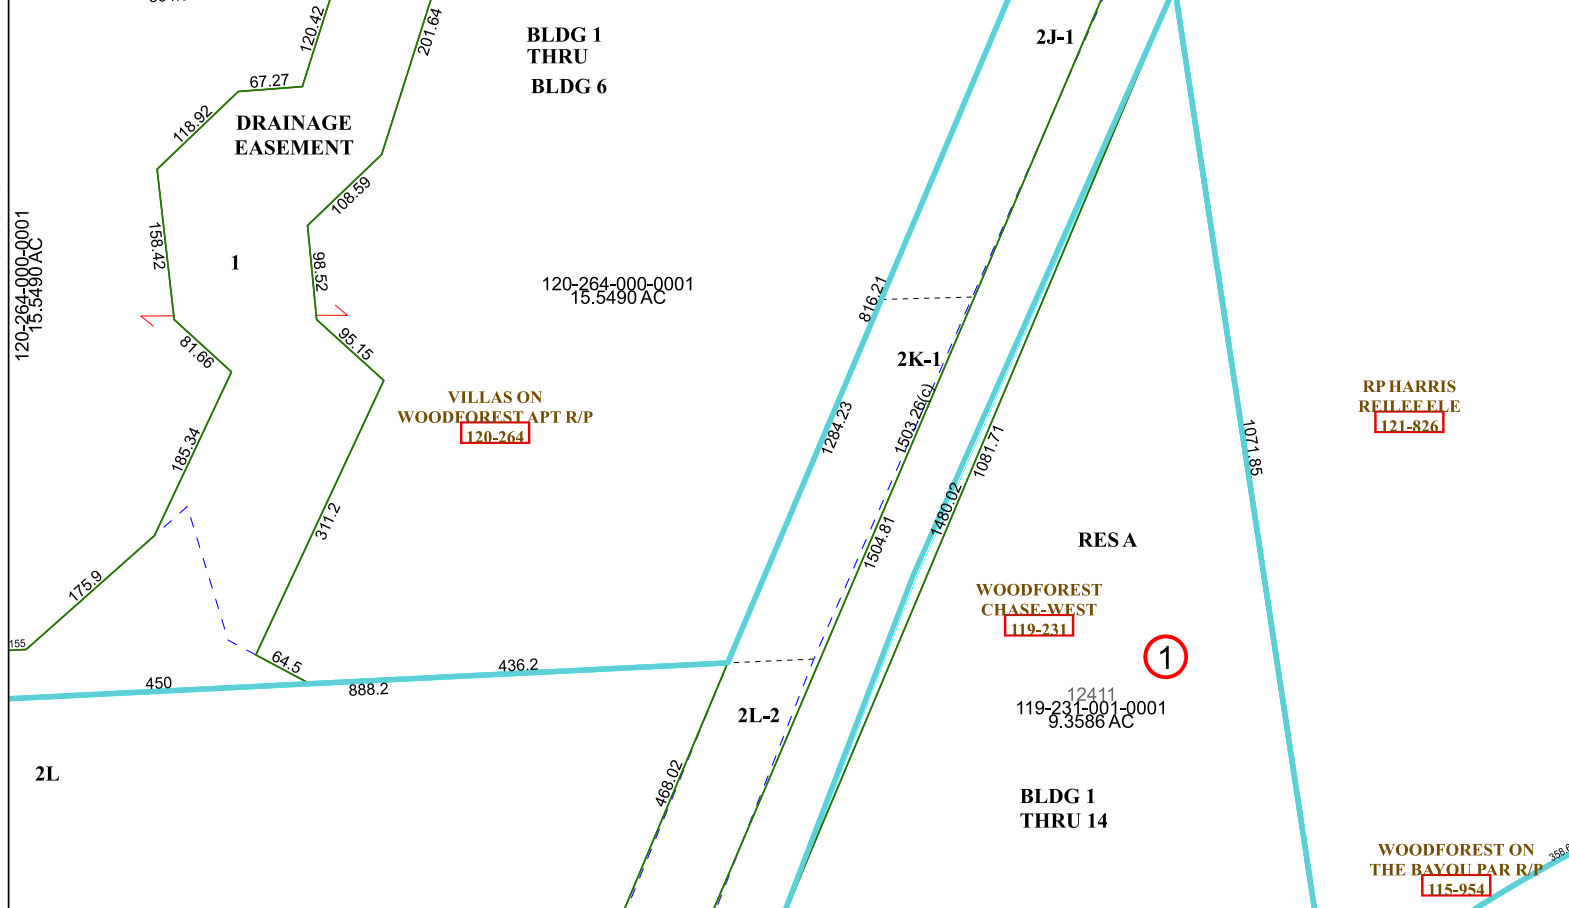 120.42
201.64
67.27
118.92
DRAINAGE
EASEMENT
BLDG 1
THRU
BLDG 6
2J-1
108.59
158.42
98.52
1
120-264-000-0001
15.5490 AC
120-264-000-0001
15.5490 AC
816.21
81.66
95.15
2K-1
VILLAS ON
WOODFOREST APT R/P
120-264
RP HARRIS
REILEF ELE
121-826
185.34
1284.23
1503.26(c)
1081.71
1071.85
311.2
1480.02
1504.81
RES A
175.9
WOODFOREST
CHASE-WEST
119-231
1
155
64.5
436.2
450
888.2
12411
119-231-001-0001
9.3586 AC
2L-2
2L
468.02
BLDG 1
THRU 14
WOODFOREST ON
THE BAYOU PAR R/P
115-954